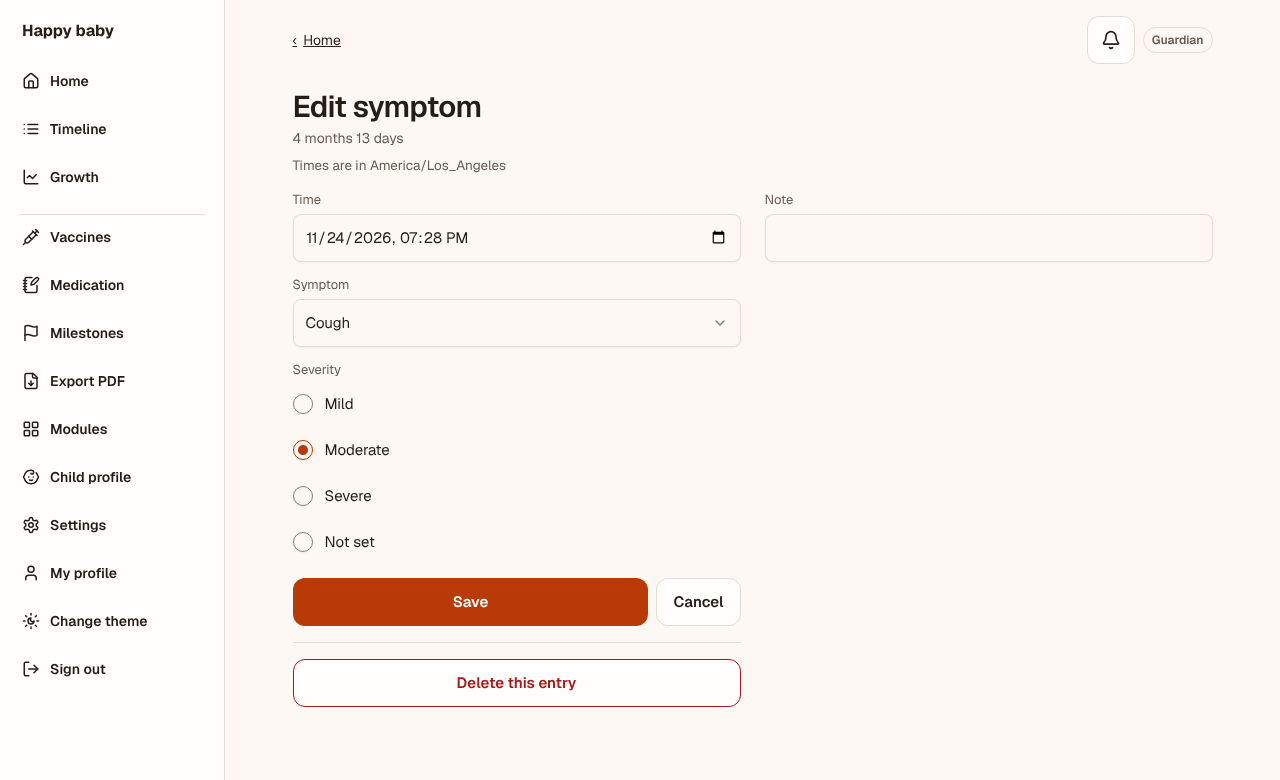 Happy baby
Home
Timeline
Growth
Vaccines
Medication
Milestones
Export PDF
Modules
Child profile
Settings
My profile
Change theme
Sign out
‹ Home
Guardian
Edit symptom
4 months 13 days
Times are in America/Los_Angeles
Time
11/24/2026, 07:28 PM
Note
Symptom
Cough
Severity
Mild
Moderate
Severe
Not set
Save
Cancel
Delete this entry